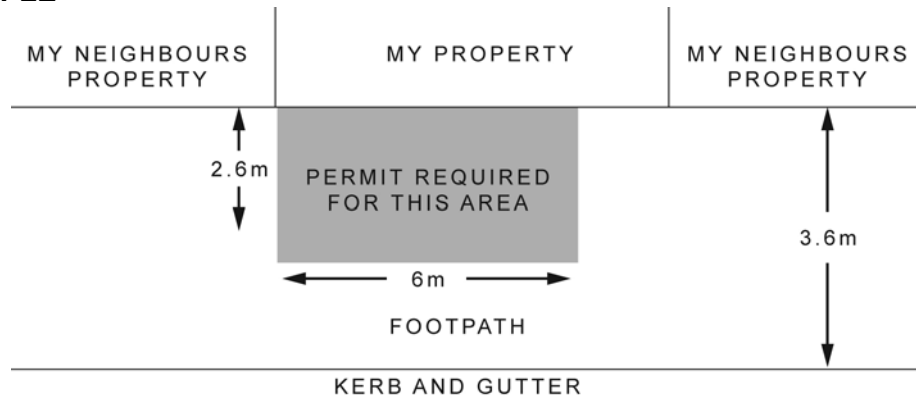 MY NEIGHBOURS
PROPERTY
MY PROPERTY
MY NEIGHBOURS
PROPERTY
2.6m
PERMIT REQUIRED
FOR THIS AREA
3.6m
6m
FOOTPATH
KERB AND GUTTER